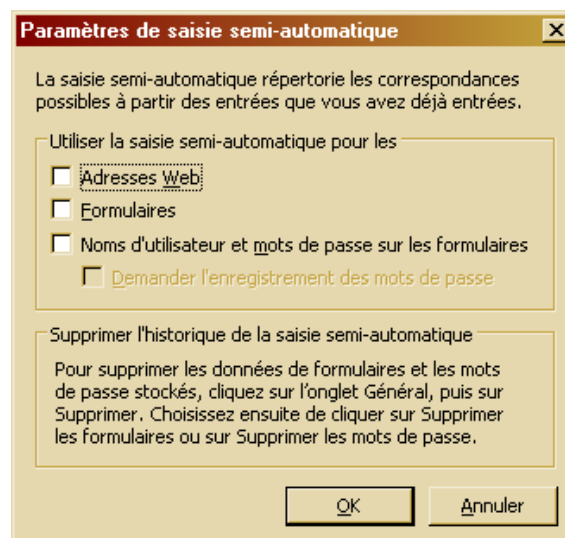 Paramètres de saisie semi-automatique
La saisie semi-automatique répertorie les correspondances
possibles à partir des entrées que vous avez déjà entrées.
Utiliser la saisie semi-automatique pour les
Adresses Web
Formulaires
Noms d'utilisateur et mots de passe sur les formulaires
Demander l'enregistrement des mots de passe
Supprimer l'historique de la saisie semi-automatique
Pour supprimer les données de formulaires et les mots
de passe stockés, cliquez sur l'onglet Général, puis sur
Supprimer. Choisissez ensuite de cliquer sur Supprimer
les formulaires ou sur Supprimer les mots de passe.
OK
Annuler